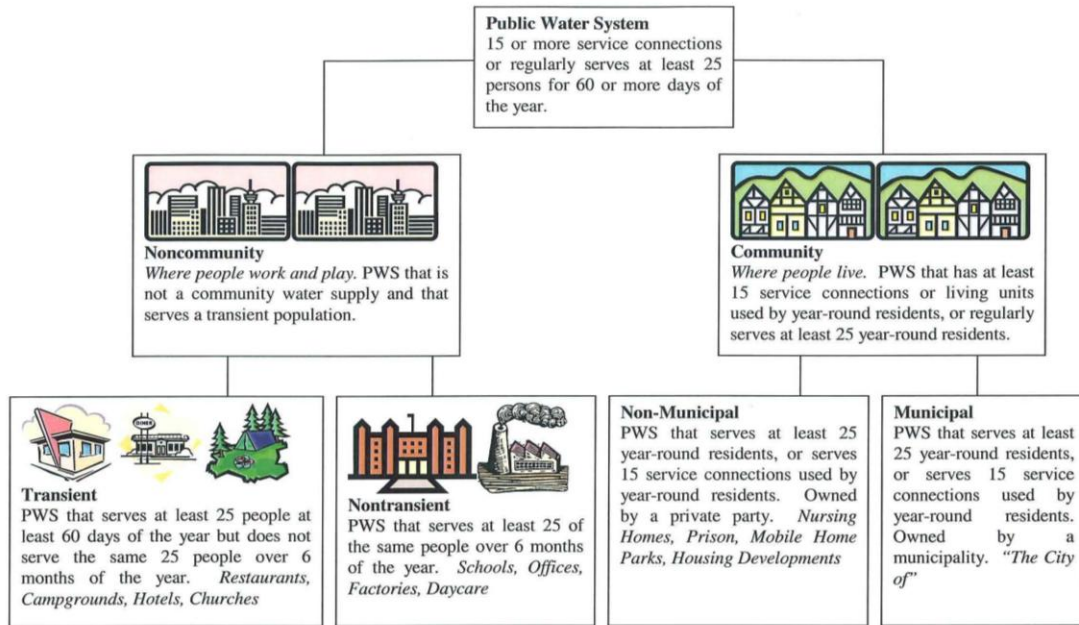 Public Water System
15 or more service connections
or regularly serves at least 25
persons for 60 or more days of
the year.
Noncommunity
Where people work and play. PWS that is
not a community water supply and that
serves a transient population.
Community
Where people live. PWS that has at least
15 service connections or living units
used by year-round residents, or regularly
serves at least 25 year-round residents.
DINER
Transient
PWS that serves at least 25 people at
least 60 days of the year but does not
serve the same 25 people over 6
months of the year. Restaurants,
Campgrounds, Hotels, Churches
Nontransient
PWS that serves at least 25 of
the same people over 6 months
of the year. Schools, Offices,
Factories, Daycare
Non-Municipal
PWS that serves at least 25
year-round residents, or serves
15 service connections used by
year-round residents. Owned
by a private party. Nursing
Homes, Prison, Mobile Home
Parks, Housing Developments
Municipal
PWS that serves at least
25 year-round residents,
or serves 15 service
connections used by
year-round residents.
Owned by a
municipality. “The City
of”